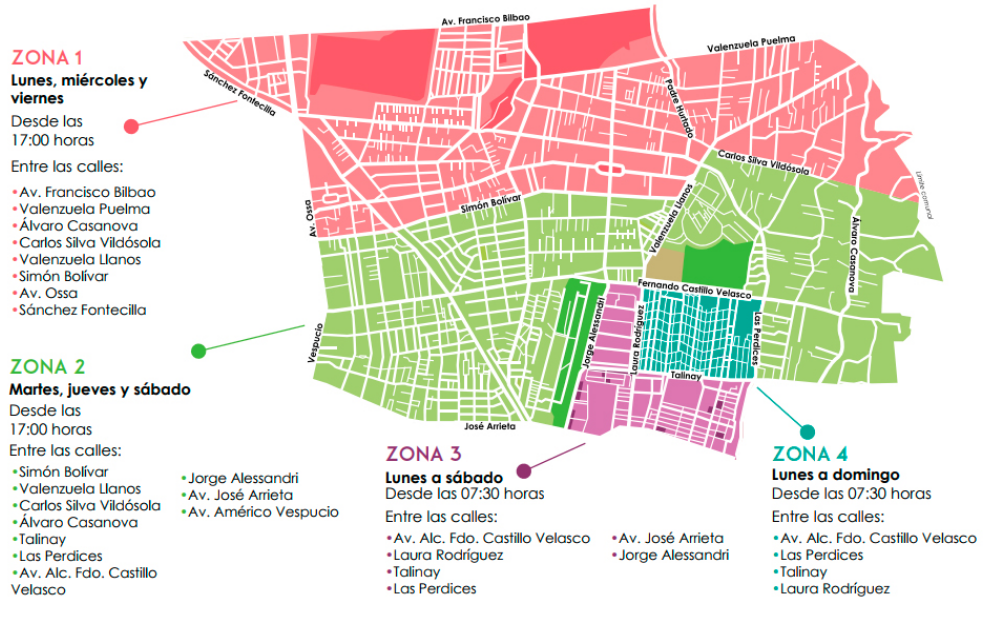 Av. Francisco Bilbao
Valenzuela Puelma
Sánchez Fontecilla
Padre Hurtado
Carlos Silva Vildósola
Límite comunal
Av. Ossa
Simón Bolívar
Valenzuela Llanos
Álvaro Casanova
Fernando Castillo Velasco
Vespucio
Jorge Alessandri
Laura Rodríguez
Las Perdices
Talinay
José Arrieta
ZONA 1
Lunes, miércoles y
viernes
Desde las
17:00 horas
Entre las calles:
•Av. Francisco Bilbao
•Valenzuela Puelma
•Álvaro Casanova
•Carlos Silva Vildósola
•Valenzuela Llanos
•Simón Bolívar
•Av. Ossa
•Sánchez Fontecilla
ZONA 2
Martes, jueves y sábado
Desde las
17:00 horas
Entre las calles:
•Simón Bolívar
•Valenzuela Llanos
•Carlos Silva Vildósola
•Álvaro Casanova
•Talinay
•Las Perdices
•Av. Alc. Fdo. Castillo
Velasco
•Jorge Alessandri
•Av. José Arrieta
•Av. Américo Vespucio
ZONA 3
Lunes a sábado
Desde las 07:30 horas
Entre las calles:
•Av. Alc. Fdo. Castillo Velasco
•Laura Rodríguez
•Talinay
•Las Perdices
•Av. José Arrieta
•Jorge Alessandri
ZONA 4
Lunes a domingo
Desde las 07:30 horas
Entre las calles:
•Av. Alc. Fdo. Castillo Velasco
•Las Perdices
•Talinay
•Laura Rodríguez